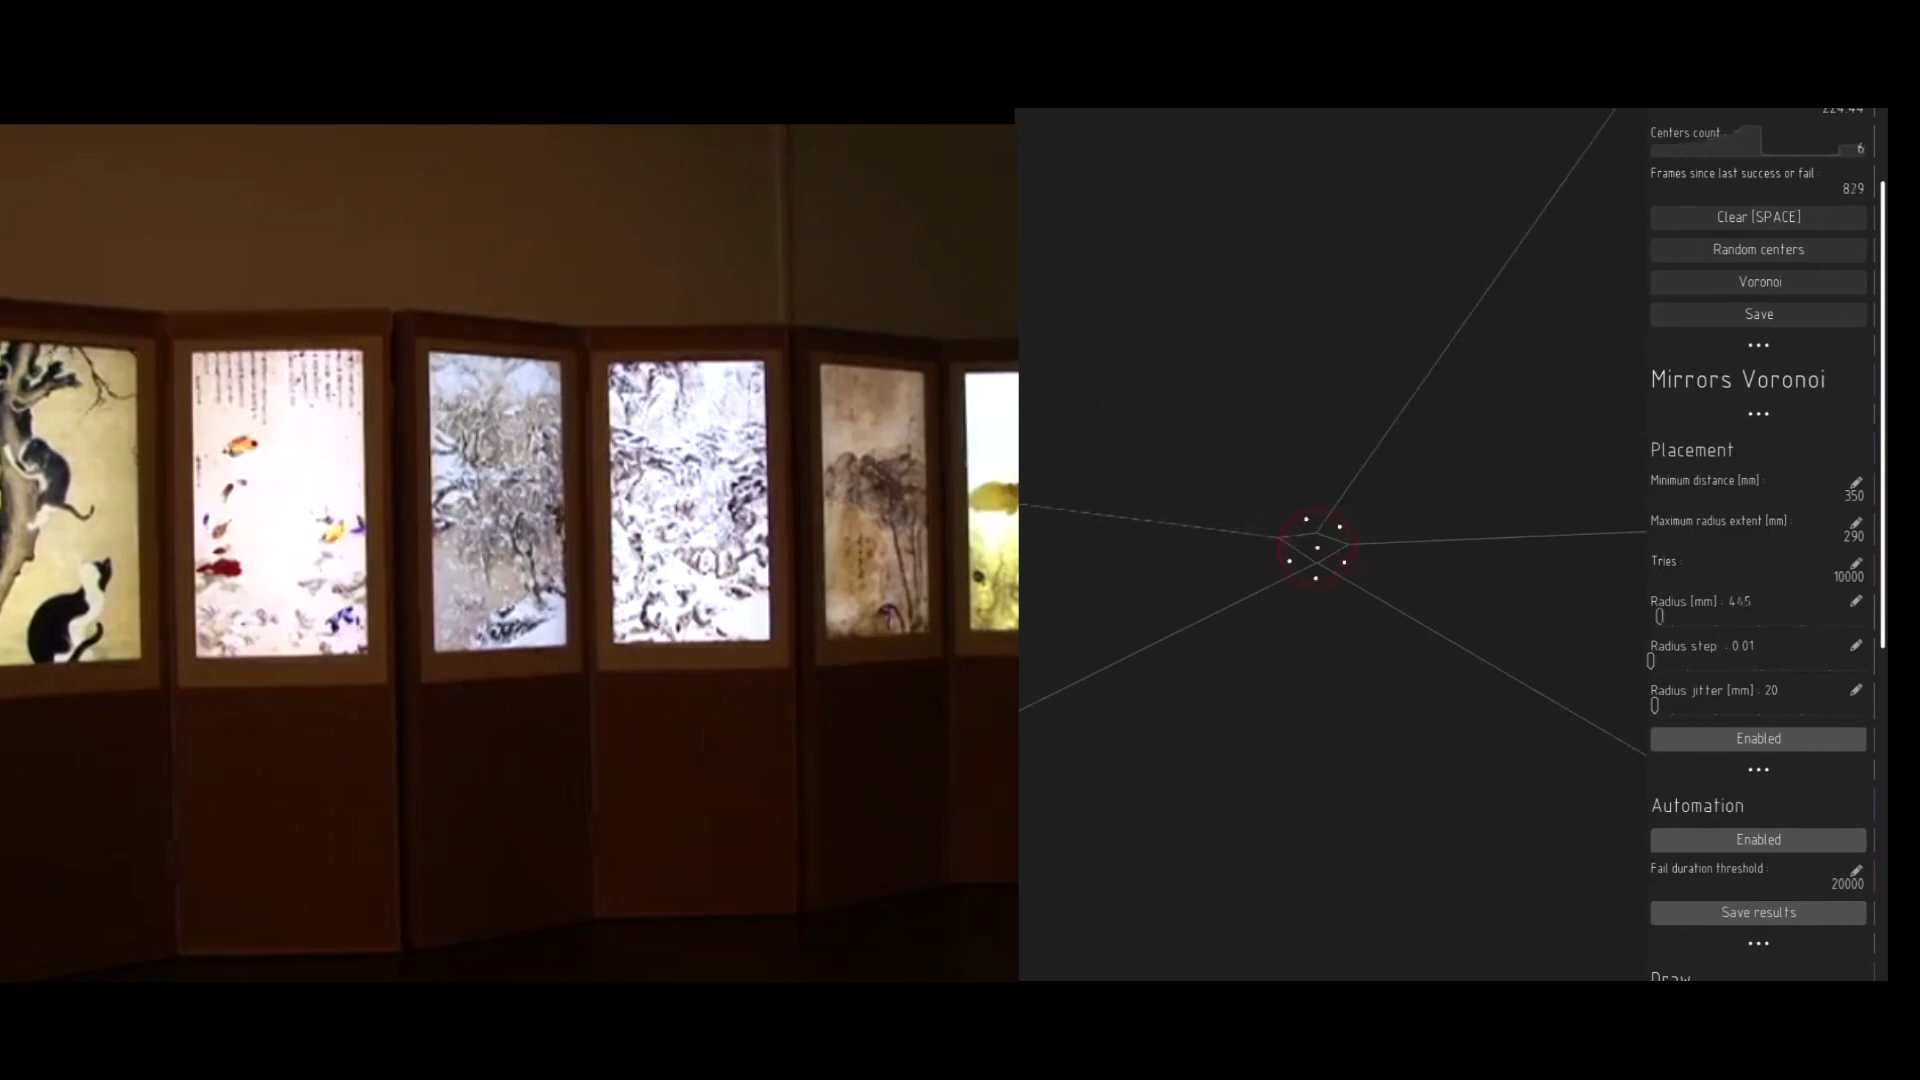 Centers count :
6
Frames since last success or fail :
829
Clear [SPACE]
Random centers
Voronoi
Save
Mirrors Voronoi
Placement
Minimum distance [mm] :
350
Maximum radius extent [mm] :
290
Tries :
10000
Radius [mm] : 445
Radius step : 0.01
Radius jitter [mm] : 20
Enabled
Automation
Enabled
Fail duration threshold :
20000
Save results
Draw